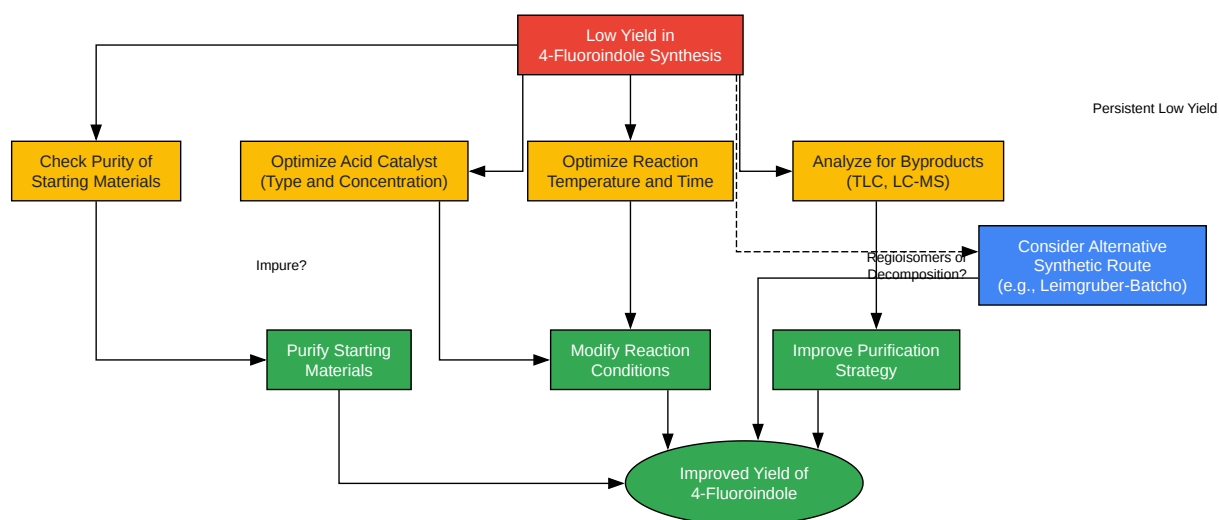 Low Yield in
4-Fluoroindole Synthesis
Persistent Low Yield
Check Purity of
Starting Materials
Optimize Acid Catalyst
(Type and Concentration)
Optimize Reaction
Temperature and Time
Analyze for Byproducts
(TLC, LC-MS)
Consider Alternative
Synthetic Route
(e.g., Leimgruber-Batcho)
Impure?
Regioisomers or
Decomposition?
Purify Starting
Materials
Modify Reaction
Conditions
Improve Purification
Strategy
Improved Yield of
4-Fluoroindole